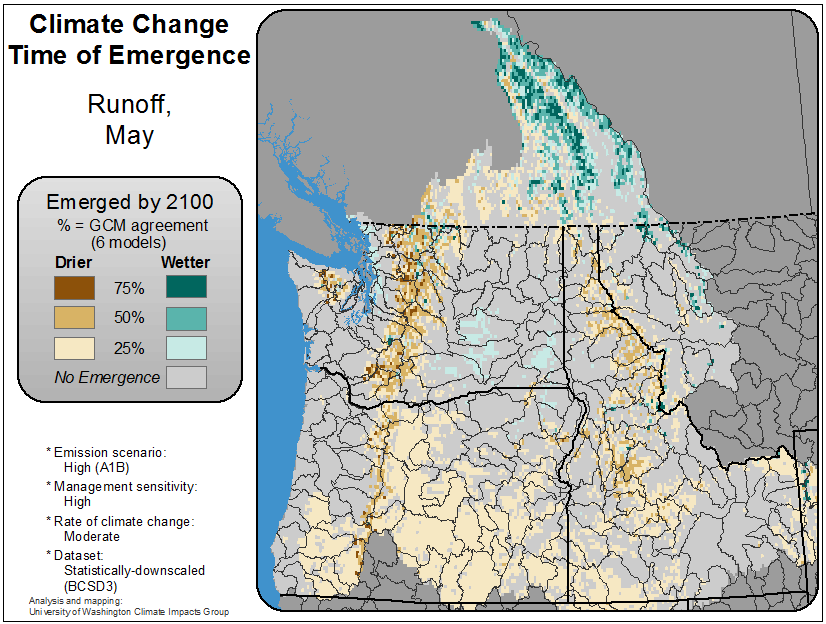 Climate Change
Time of Emergence
Runoff,
May
Emerged by 2100
% = GCM agreement
(6 models)
Drier Wetter
75%
50%
25%
No Emergence
* Emission scenario:
High (A1B)
* Management sensitivity:
High
* Rate of climate change:
Moderate
* Dataset:
Statistically-downscaled
(BCSD3)
Analysis and mapping:
University of Washington Climate Impacts Group